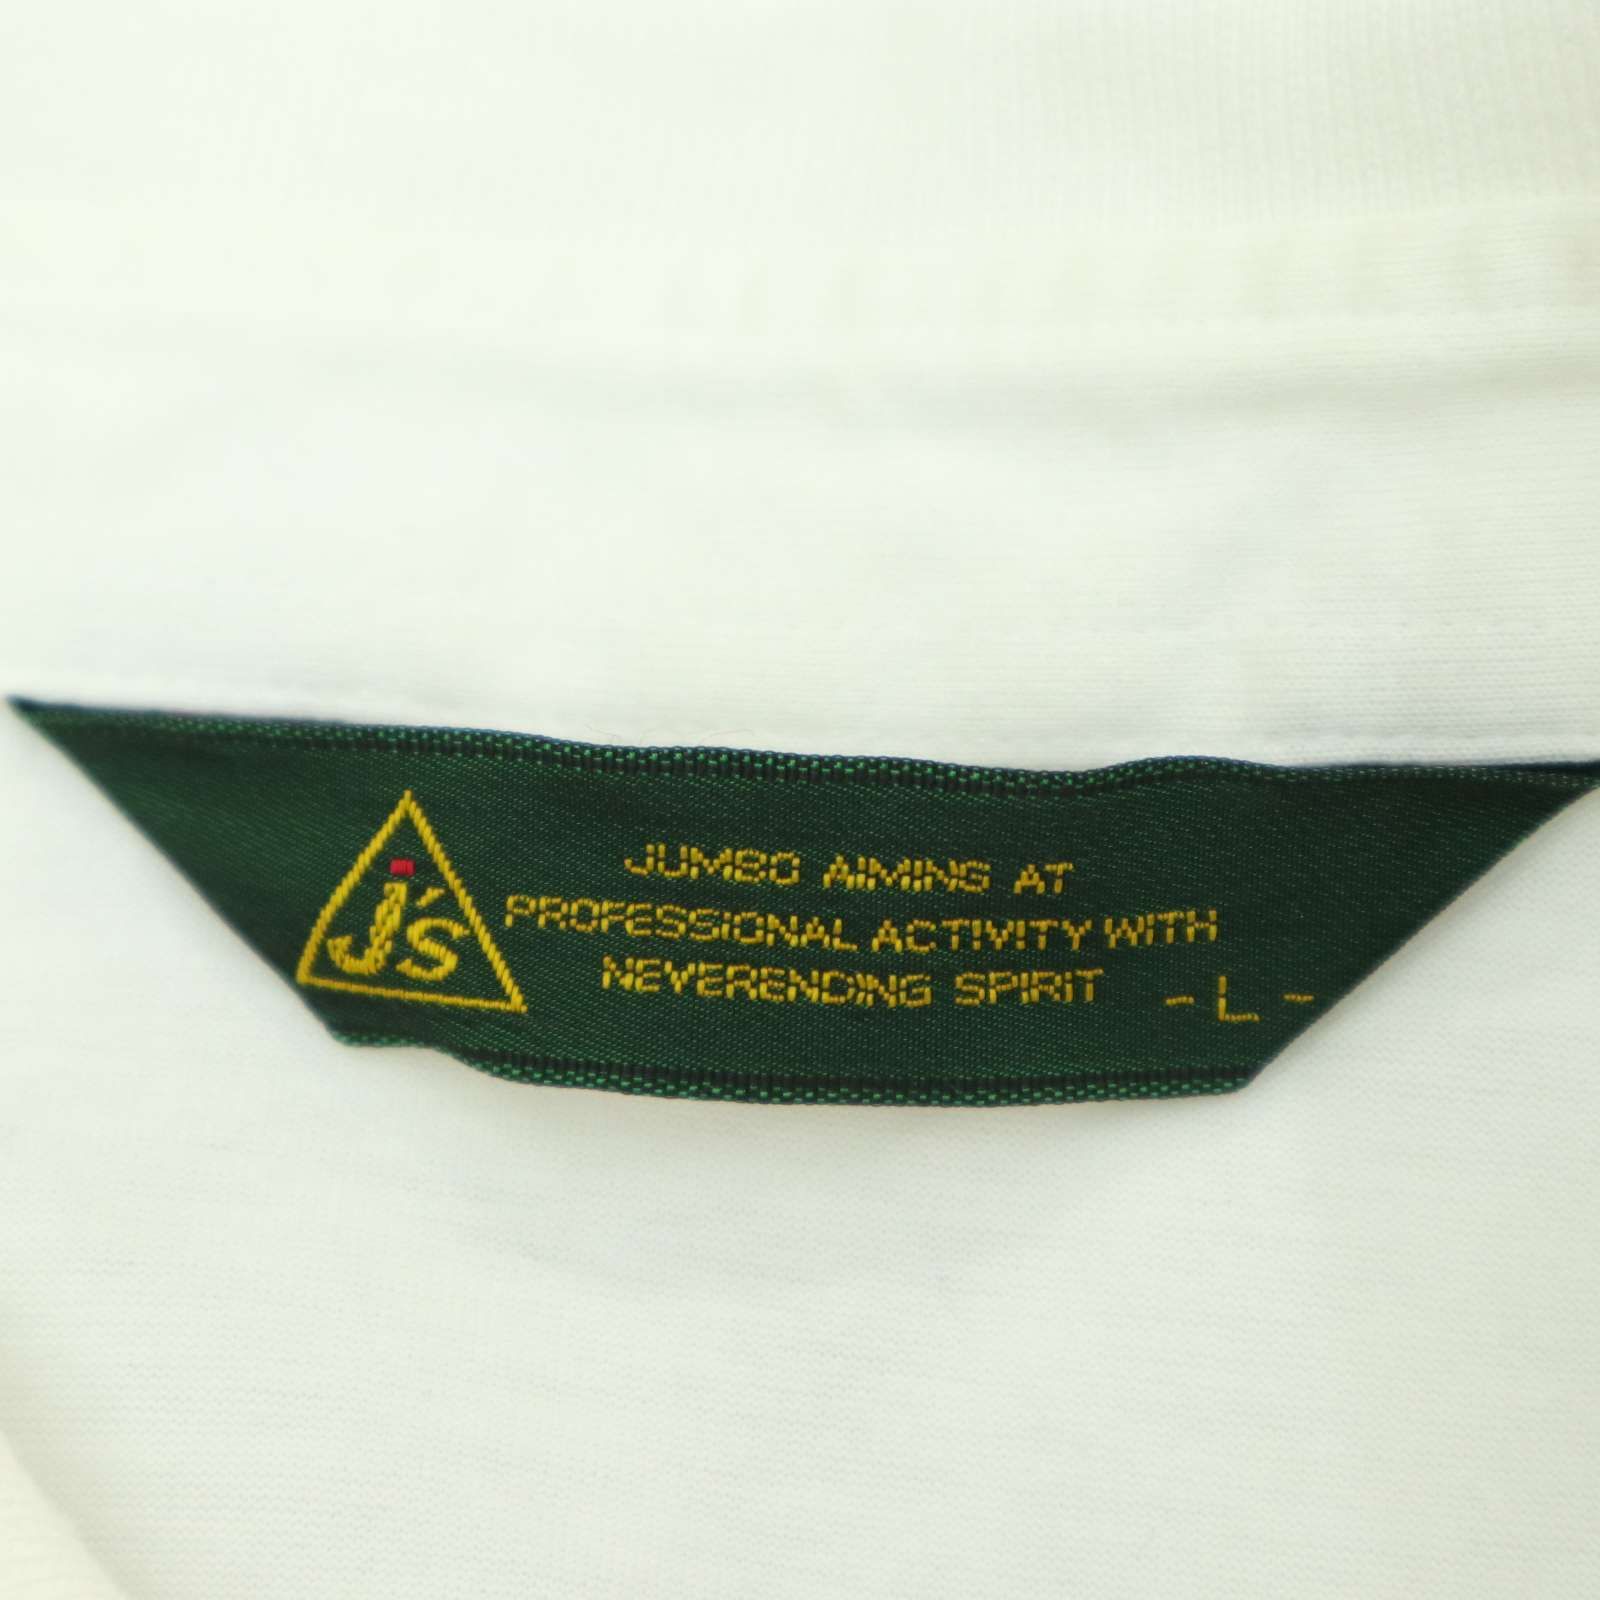 J's
JUMBO AIMING AT
PROFESSIONAL ACTIVITY WITH
NEVERENDING SPIRIT
- L -